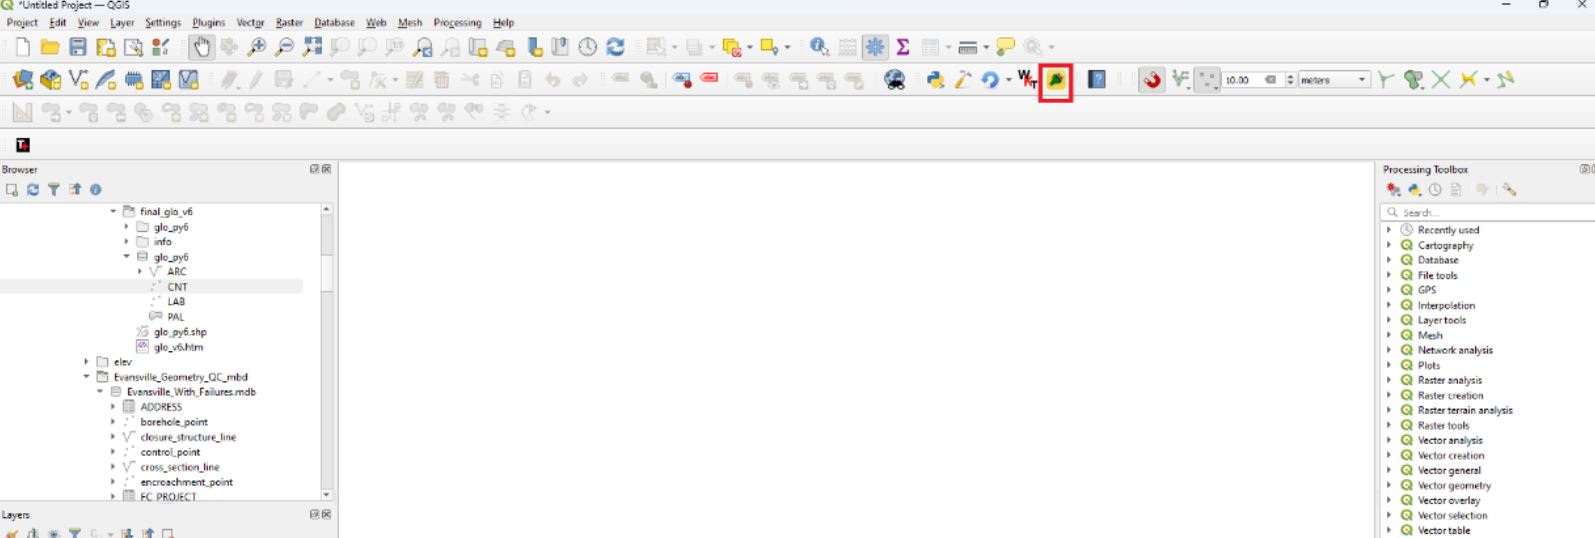 *Untitled Project — QGIS
Project Edit View Layer Settings Plugins Vector Raster Database Web Mesh Processing Help
10.00 meters
Browser
final_glo_v6
glo_py6
info
glo_py6
ARC
CNT
LAB
PAL
glo_py6.shp
glo_v6.htm
elev
Evansville_Geometry_QC_mbd
Evansville_With_Failures.mdb
ADDRESS
borehole_point
closure_structure_line
control_point
cross_section_line
encroachment_point
FC_PROJECT
Layers
Processing Toolbox
Search...
Recently used
Cartography
Database
File tools
GPS
Interpolation
Layer tools
Mesh
Network analysis
Plots
Raster analysis
Raster creation
Raster terrain analysis
Raster tools
Vector analysis
Vector creation
Vector general
Vector geometry
Vector overlay
Vector selection
Vector table